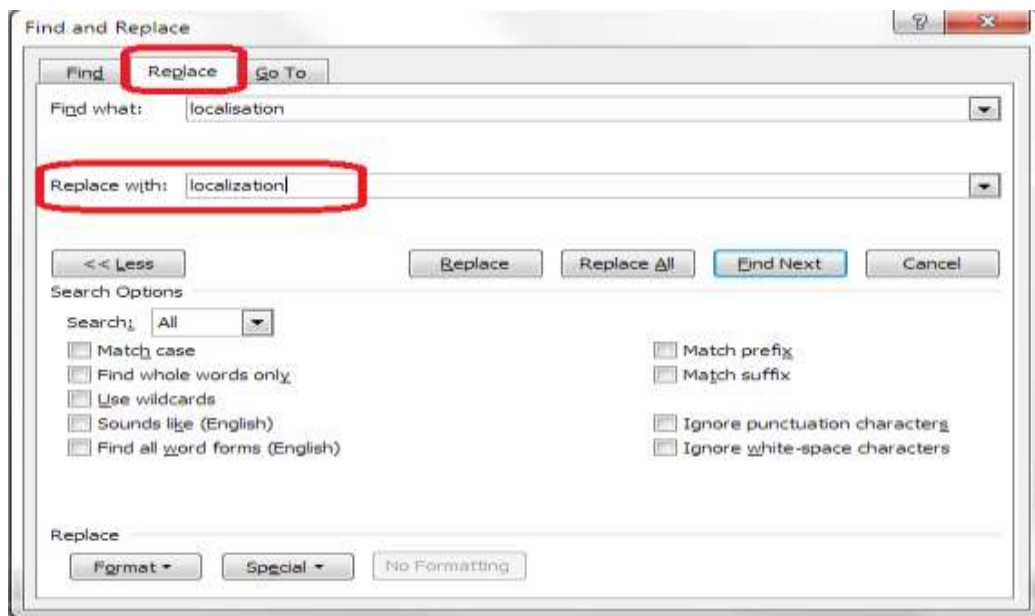 Find and Replace
Find Replace Go To
Find what: localisation
Replace with: localization
<< Less Replace Replace All Find Next Cancel
Search Options
Search: All
Match case Match prefix
Find whole words only Match suffix
Use wildcards
Sounds like (English) Ignore punctuation characters
Find all word forms (English) Ignore white-space characters
Replace
Format Special No Formatting